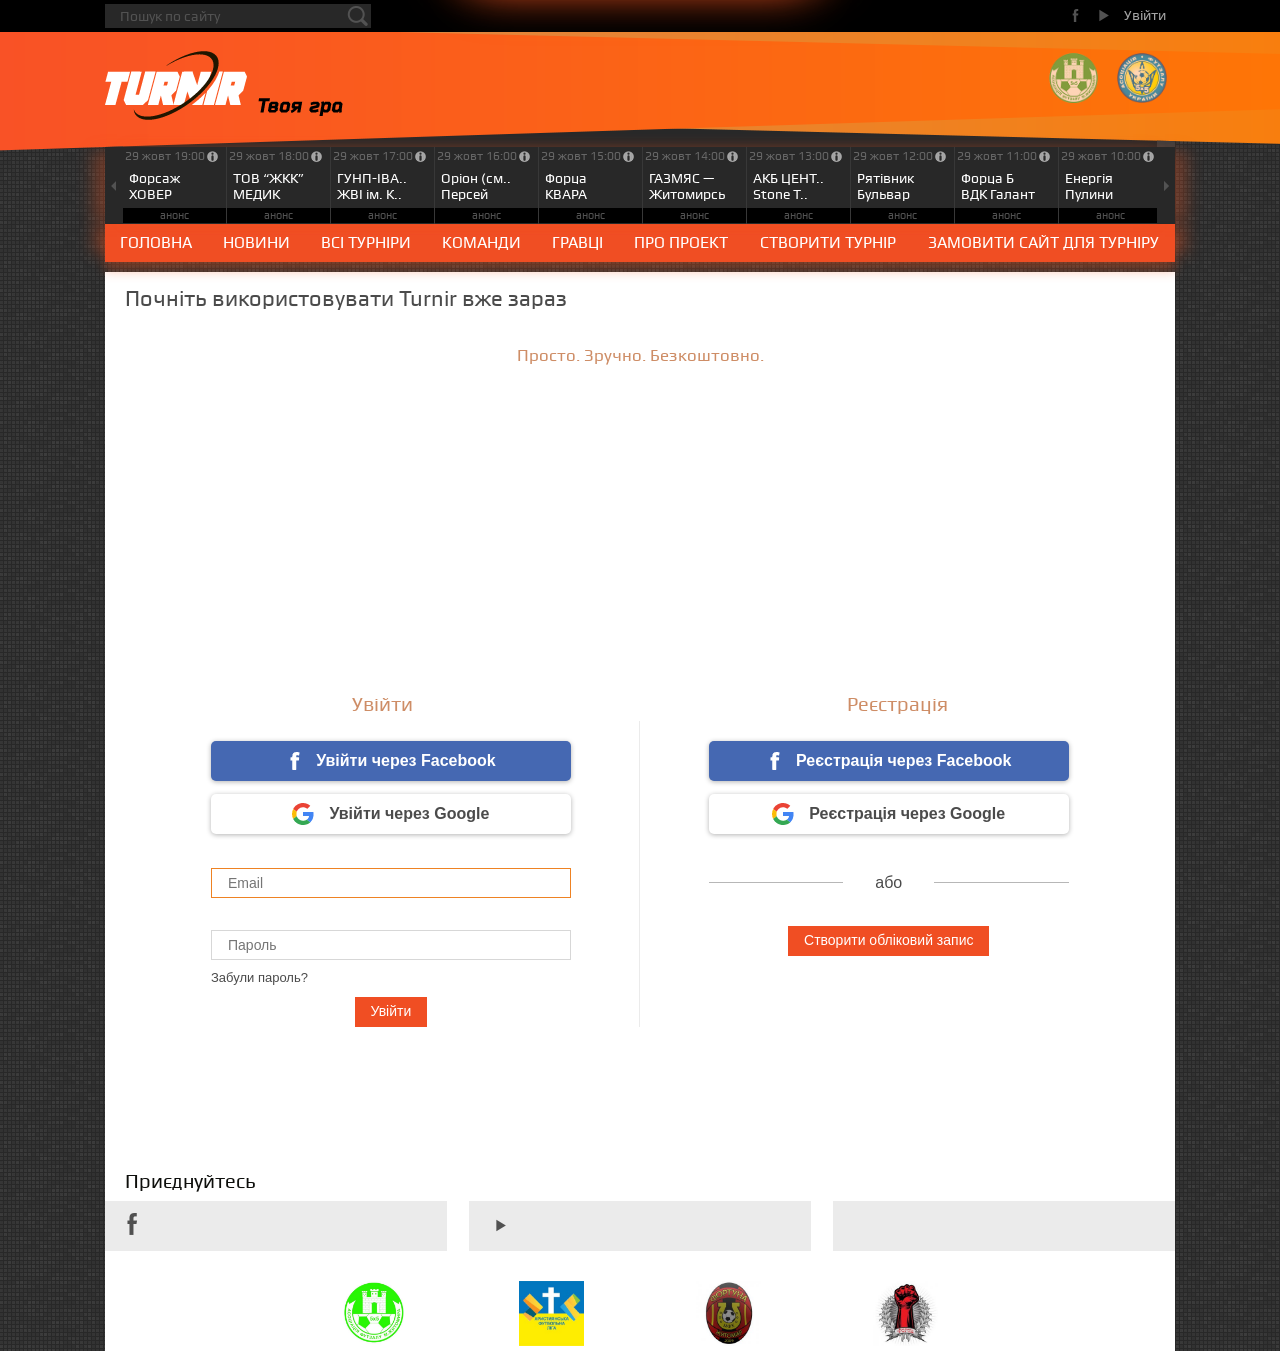 Пошук по сайту
Увійти
TURNIR Твоя гра
29 жовт 19:00 29 жовт 18:00 29 жовт 17:00 29 жовт 16:00 29 жовт 15:00 29 жовт 14:00 29 жовт 13:00 29 жовт 12:00 29 жовт 11:00 29 жовт 10:00
Форсаж ТОВ “ЖКК” ГУНП-ІВА.. Оріон (см.. Форца ГАЗМЯС — АКБ ЦЕНТ.. Рятівник Форца Б Енергія
ХОВЕР МЕДИК ЖВІ ім. К.. Персей КВАРА Житомирсь Stone T.. Бульвар ВДК Галант Пулини
анонс анонс анонс анонс анонс анонс анонс анонс анонс анонс
ГОЛОВНА НОВИНИ ВСІ ТУРНІРИ КОМАНДИ ГРАВЦІ ПРО ПРОЕКТ СТВОРИТИ ТУРНІР ЗАМОВИТИ САЙТ ДЛЯ ТУРНІРУ
Почніть використовувати Turnir вже зараз
Просто. Зручно. Безкоштовно.
Увійти
Увійти через Facebook
Увійти через Google
Email
Пароль
Забули пароль?
Увійти
Реєстрація
Реєстрація через Facebook
Реєстрація через Google
або
Створити обліковий запис
Приєднуйтесь
ХРИСТИЯНСЬКА
ФУТЗАЛЬНА
ЛІГА
ФОРТУНА